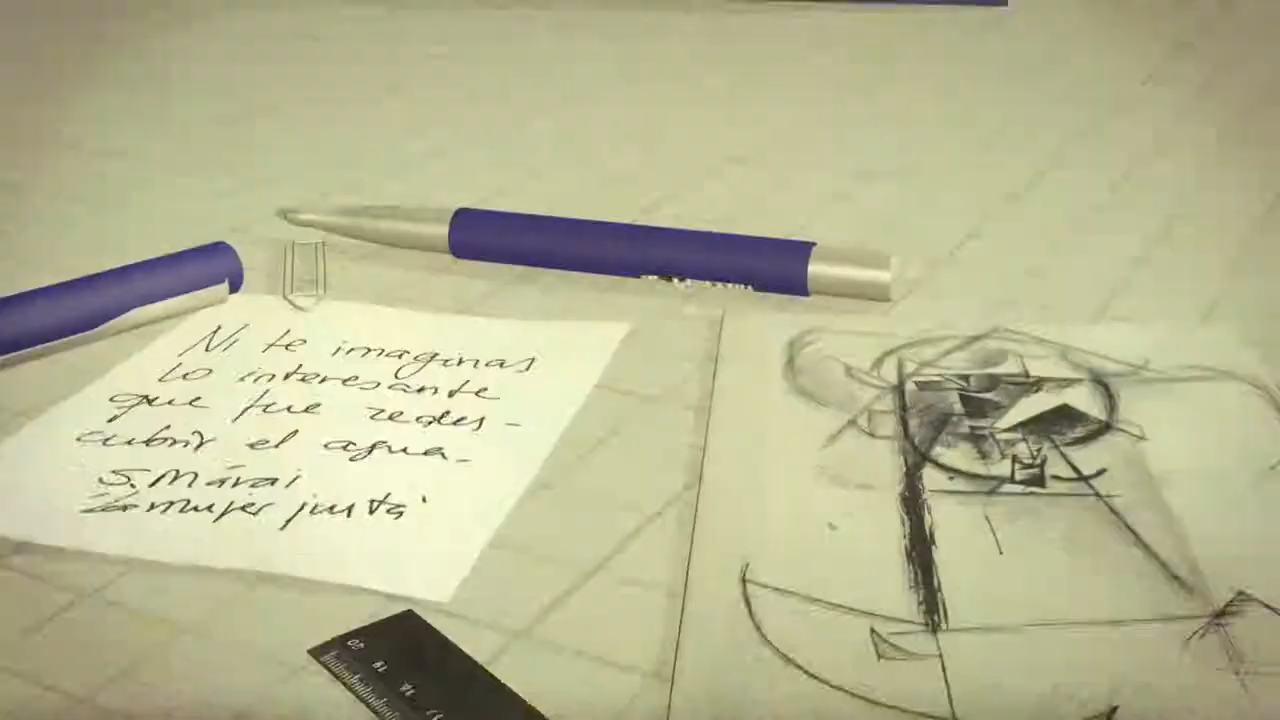 Ni te imaginas
lo interesante
que fue redes-
cubrir el agua.
S. Márai
"La mujer justa"